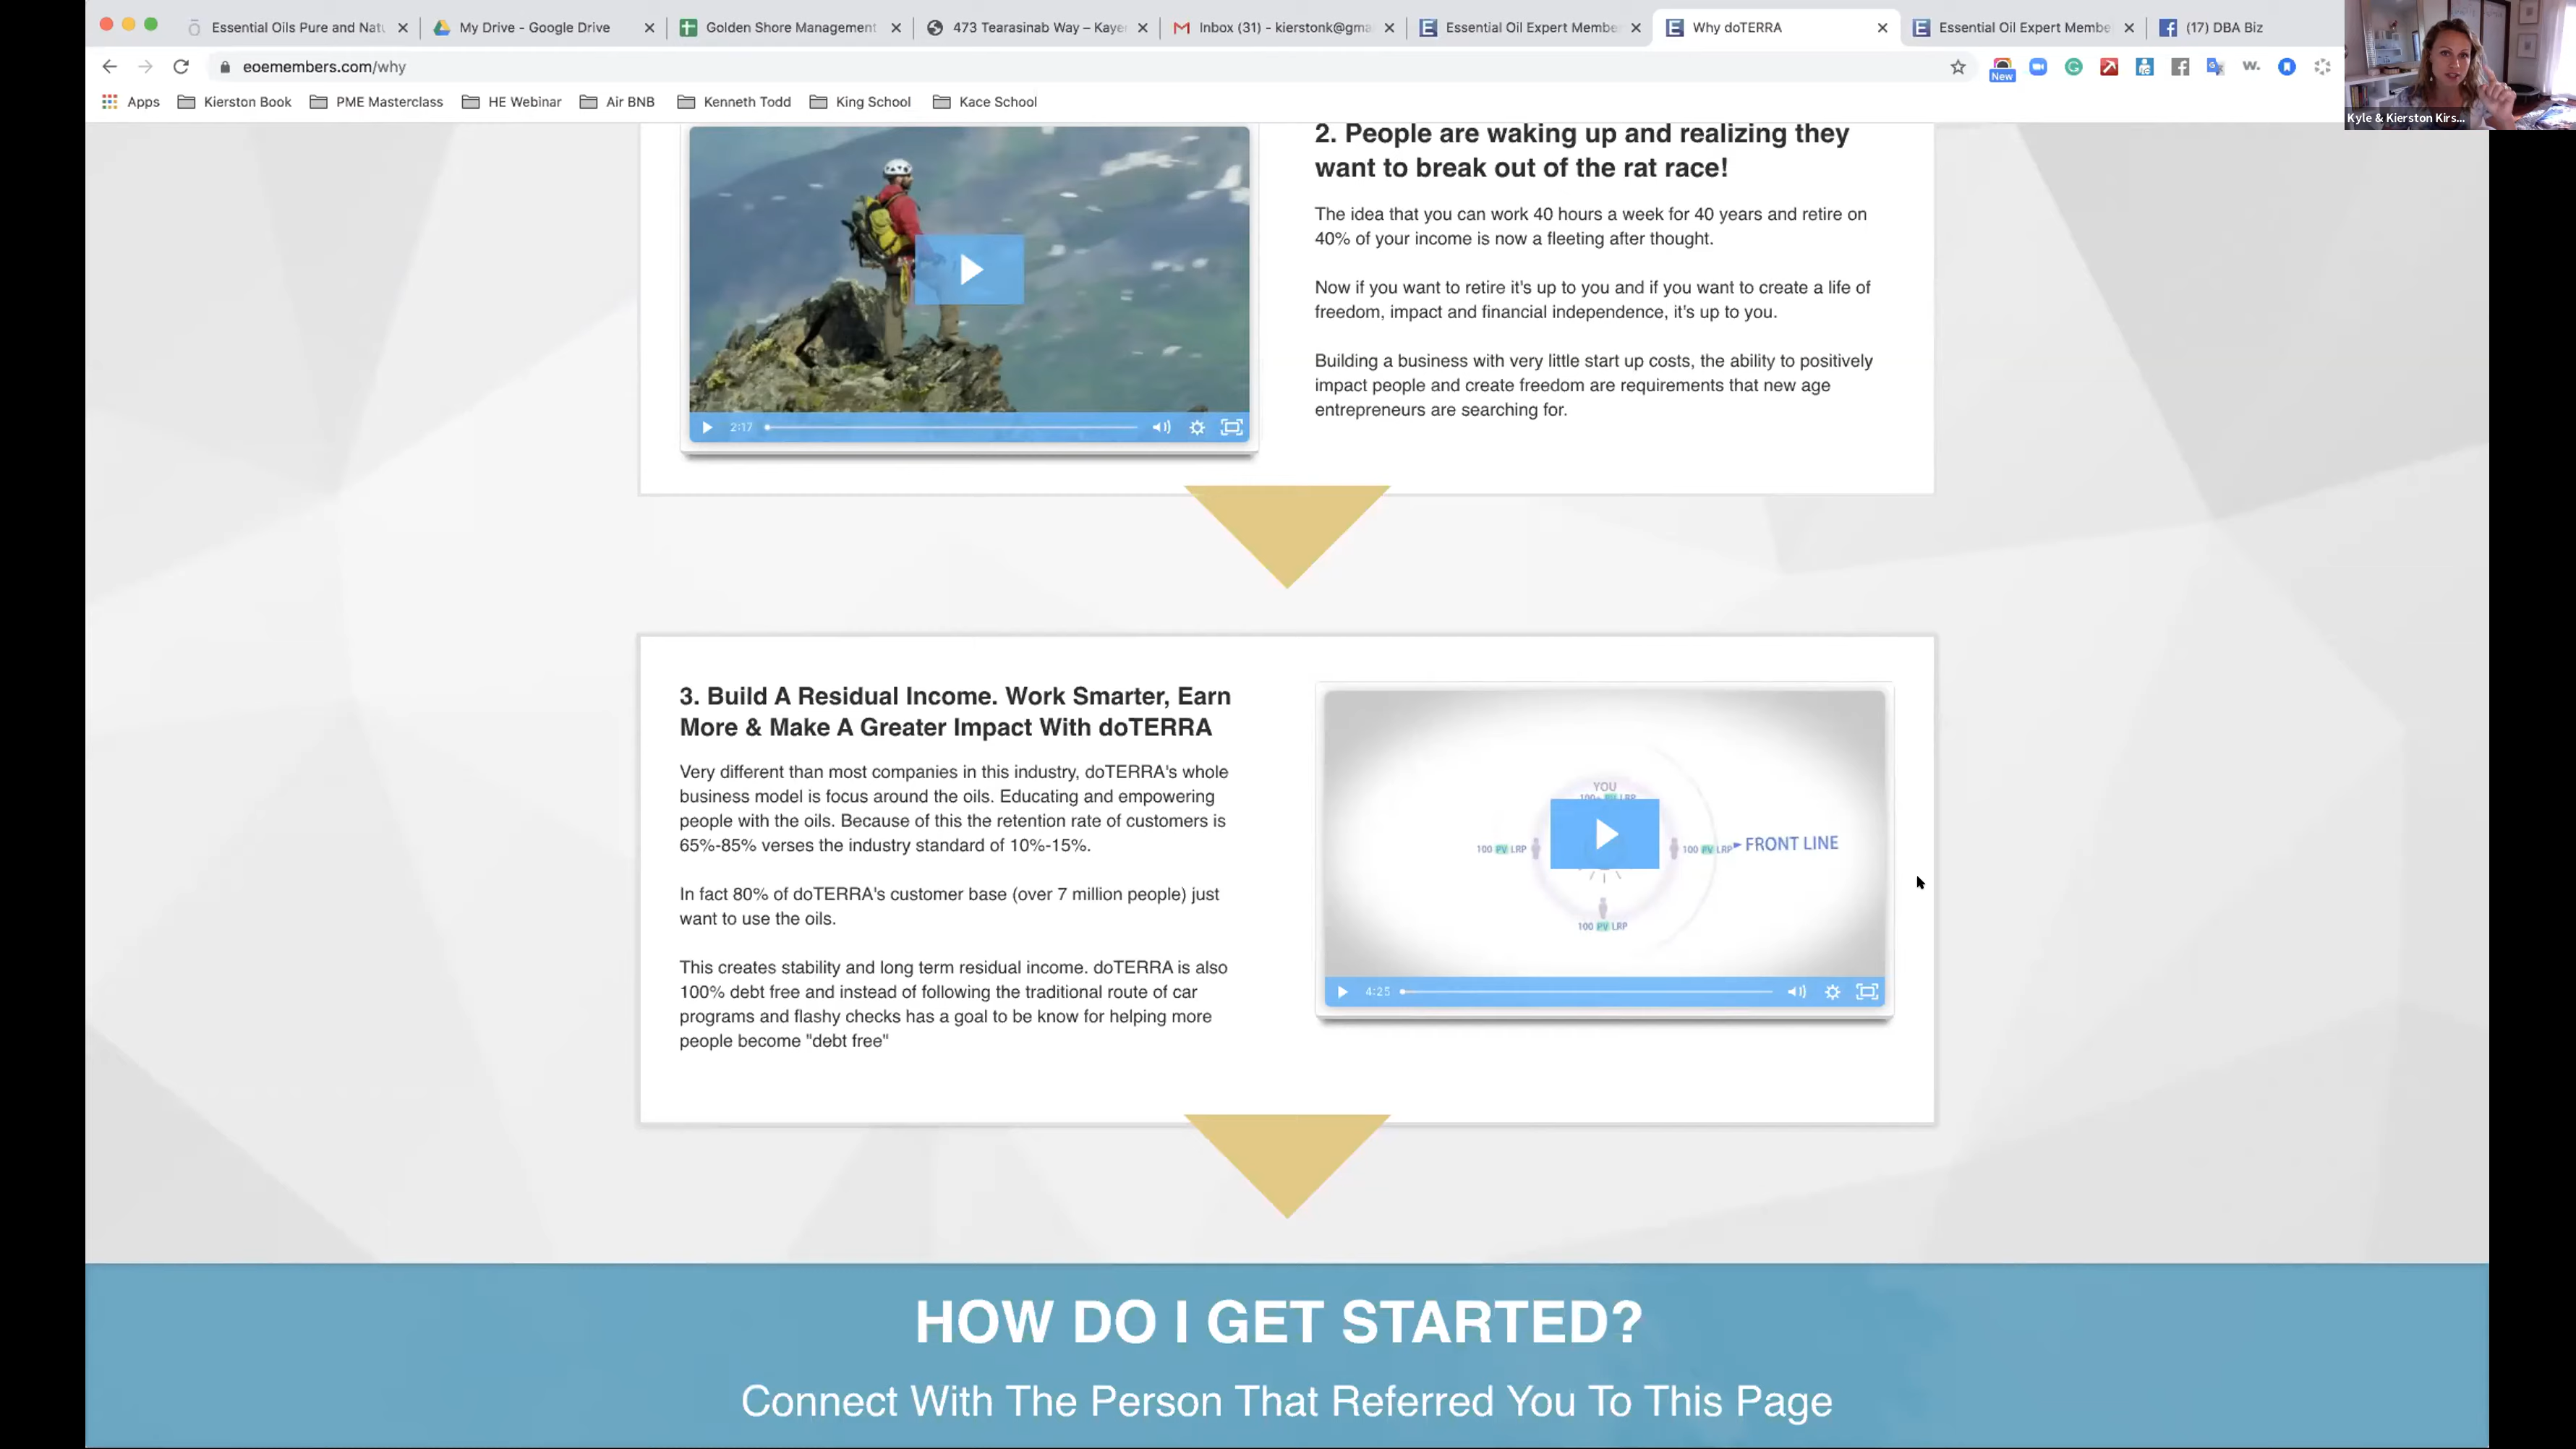 Essential Oils Pure and Natu
My Drive - Google Drive
Golden Shore Management
473 Tearasinab Way – Kaye
Inbox (31) - kierstonk@gma
Essential Oil Expert Membe
Why doTERRA
Essential Oil Expert Membe
(17) DBA Biz
eoemembers.com/why
New
Apps
Kierston Book
PME Masterclass
HE Webinar
Air BNB
Kenneth Todd
King School
Kace School
Kyle & Kierston Kirs...
2. People are waking up and realizing they
want to break out of the rat race!
The idea that you can work 40 hours a week for 40 years and retire on
40% of your income is now a fleeting after thought.
Now if you want to retire it's up to you and if you want to create a life of
freedom, impact and financial independence, it's up to you.
Building a business with very little start up costs, the ability to positively
impact people and create freedom are requirements that new age
entrepreneurs are searching for.
2:17
3. Build A Residual Income. Work Smarter, Earn
More & Make A Greater Impact With doTERRA
Very different than most companies in this industry, doTERRA's whole
business model is focus around the oils. Educating and empowering
people with the oils. Because of this the retention rate of customers is
65%-85% verses the industry standard of 10%-15%.
In fact 80% of doTERRA's customer base (over 7 million people) just
want to use the oils.
This creates stability and long term residual income. doTERRA is also
100% debt free and instead of following the traditional route of car
programs and flashy checks has a goal to be know for helping more
people become "debt free"
YOU
100 PV LRP
100 PV LRP
FRONT LINE
100 PV LRP
4:25
HOW DO I GET STARTED?
Connect With The Person That Referred You To This Page